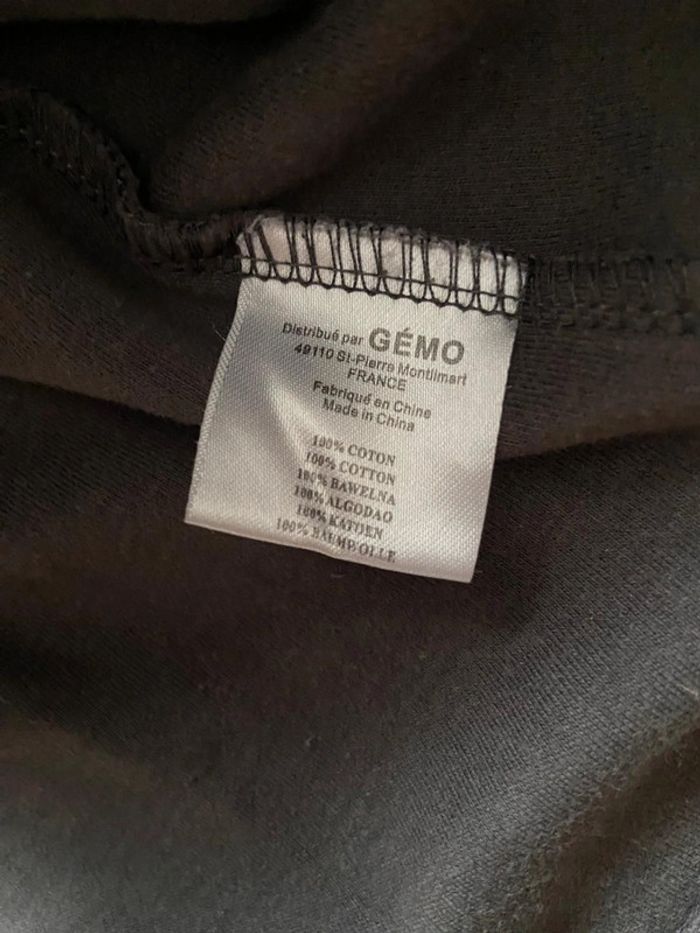 Distribué par GÉMO
49110 St-Pierre Montlimart
FRANCE
Fabriqué en Chine
Made in China
100% COTON
100% COTTON
100% BAWELNA
100% ALGODAO
100% KATOEN
100% BAUMWOLLE